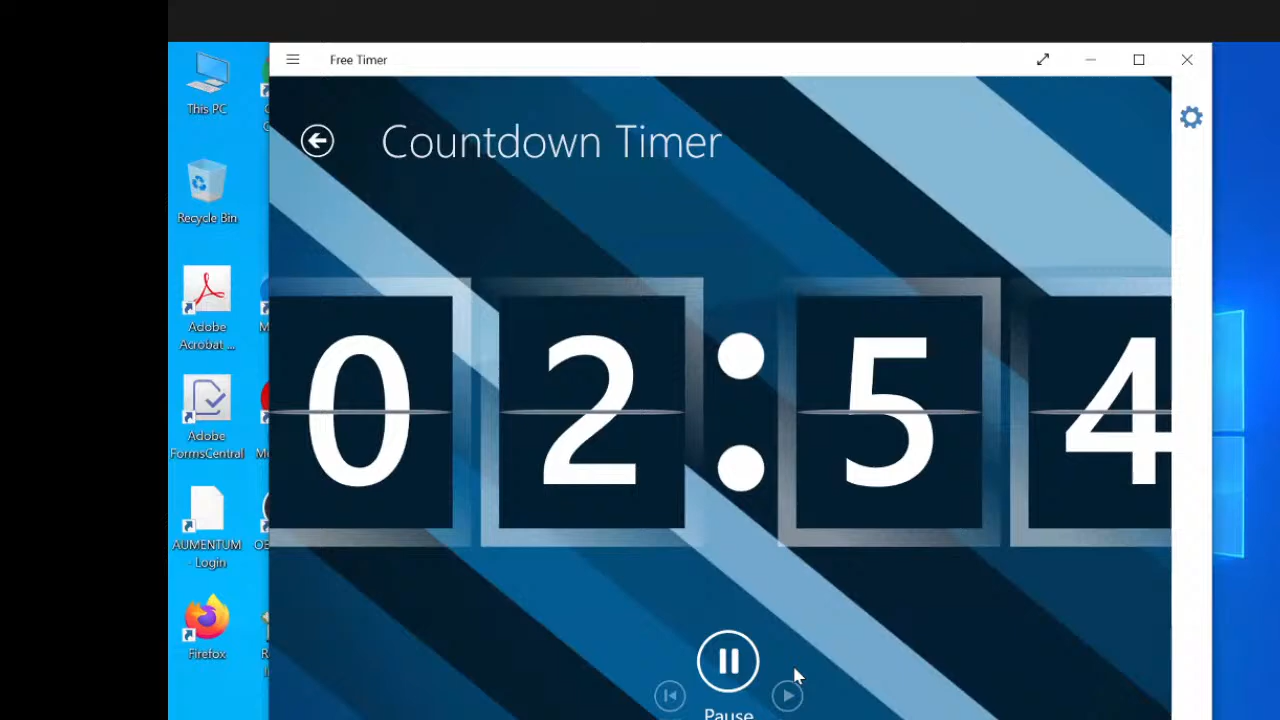 Free Timer
Countdown Timer
02:54
Pause
This PC
Recycle Bin
Adobe
Acrobat ...
Adobe
FormsCentral
AUMENTUM
- Login
Firefox